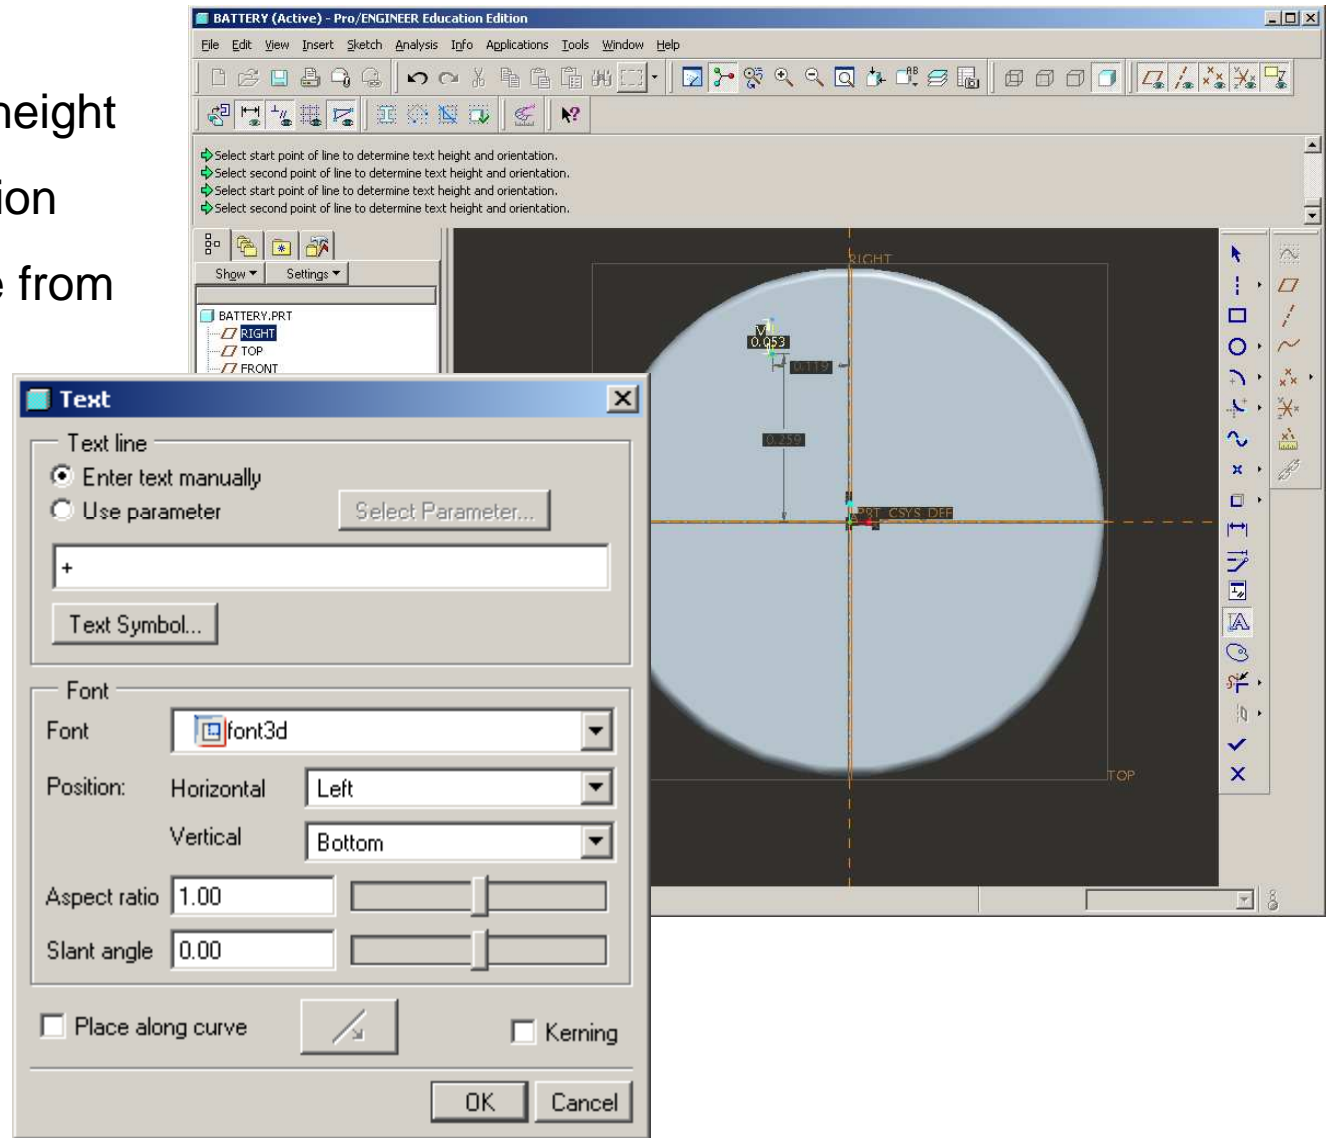 height
ion
e from
BATTERY (Active) - Pro/ENGINEER Education Edition
File Edit View Insert Sketch Analysis Info Applications Tools Window Help
Select start point of line to determine text height and orientation.
Select second point of line to determine text height and orientation.
Select start point of line to determine text height and orientation.
Select second point of line to determine text height and orientation.
Show Settings
BATTERY.PRT
RIGHT
TOP
FRONT
RIGHT
V
0.053
0.119
0.259
PRT_CSYS_DEF
TOP
Text
Text line
Enter text manually
Use parameter
Select Parameter...
+
Text Symbol...
Font
Font font3d
Position: Horizontal Left
Vertical Bottom
Aspect ratio 1.00
Slant angle 0.00
Place along curve
Kerning
OK Cancel